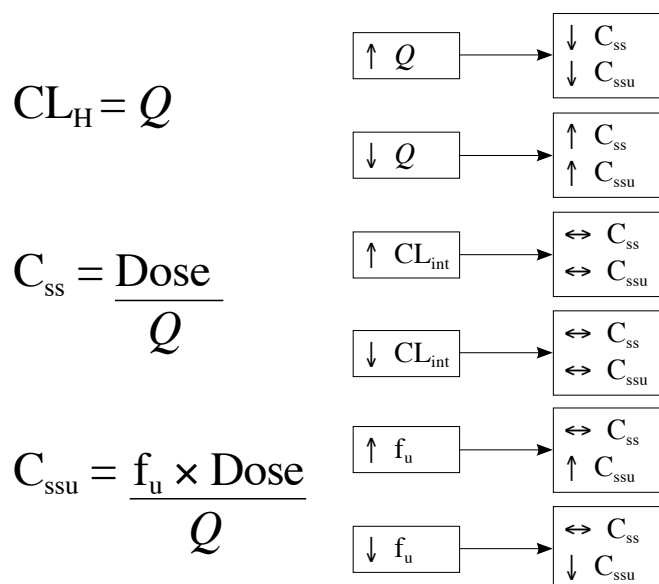 CL_H = Q
C_ss = Dose
Q
C_ssu = f_u × Dose
Q
↑ Q
↓ C_ss
↓ C_ssu
↓ Q
↑ C_ss
↑ C_ssu
↑ CL_int
↔ C_ss
↔ C_ssu
↓ CL_int
↔ C_ss
↔ C_ssu
↑ f_u
↔ C_ss
↑ C_ssu
↓ f_u
↔ C_ss
↓ C_ssu